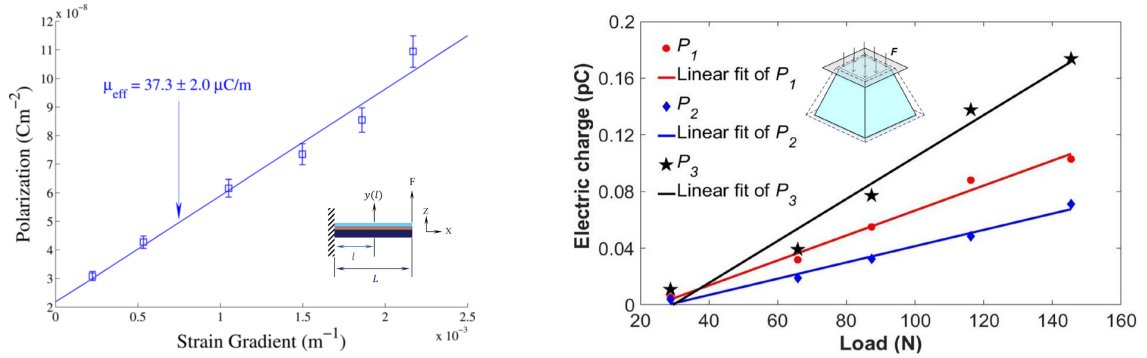 × 10⁻⁸
12
11
10
9
8
7
6
5
4
3
2
Polarization (Cm⁻²)
μeff = 37.3 ± 2.0 μC/m
F
y(l)
Z
X
l
L
0
0.5
1
1.5
2
2.5
× 10⁻³
Strain Gradient (m⁻¹)
0.2
0.16
0.12
0.08
0.04
0
Electric charge (pC)
P₁
Linear fit of P₁
P₂
Linear fit of P₂
P₃
Linear fit of P₃
F
20
40
60
80
100
120
140
160
Load (N)